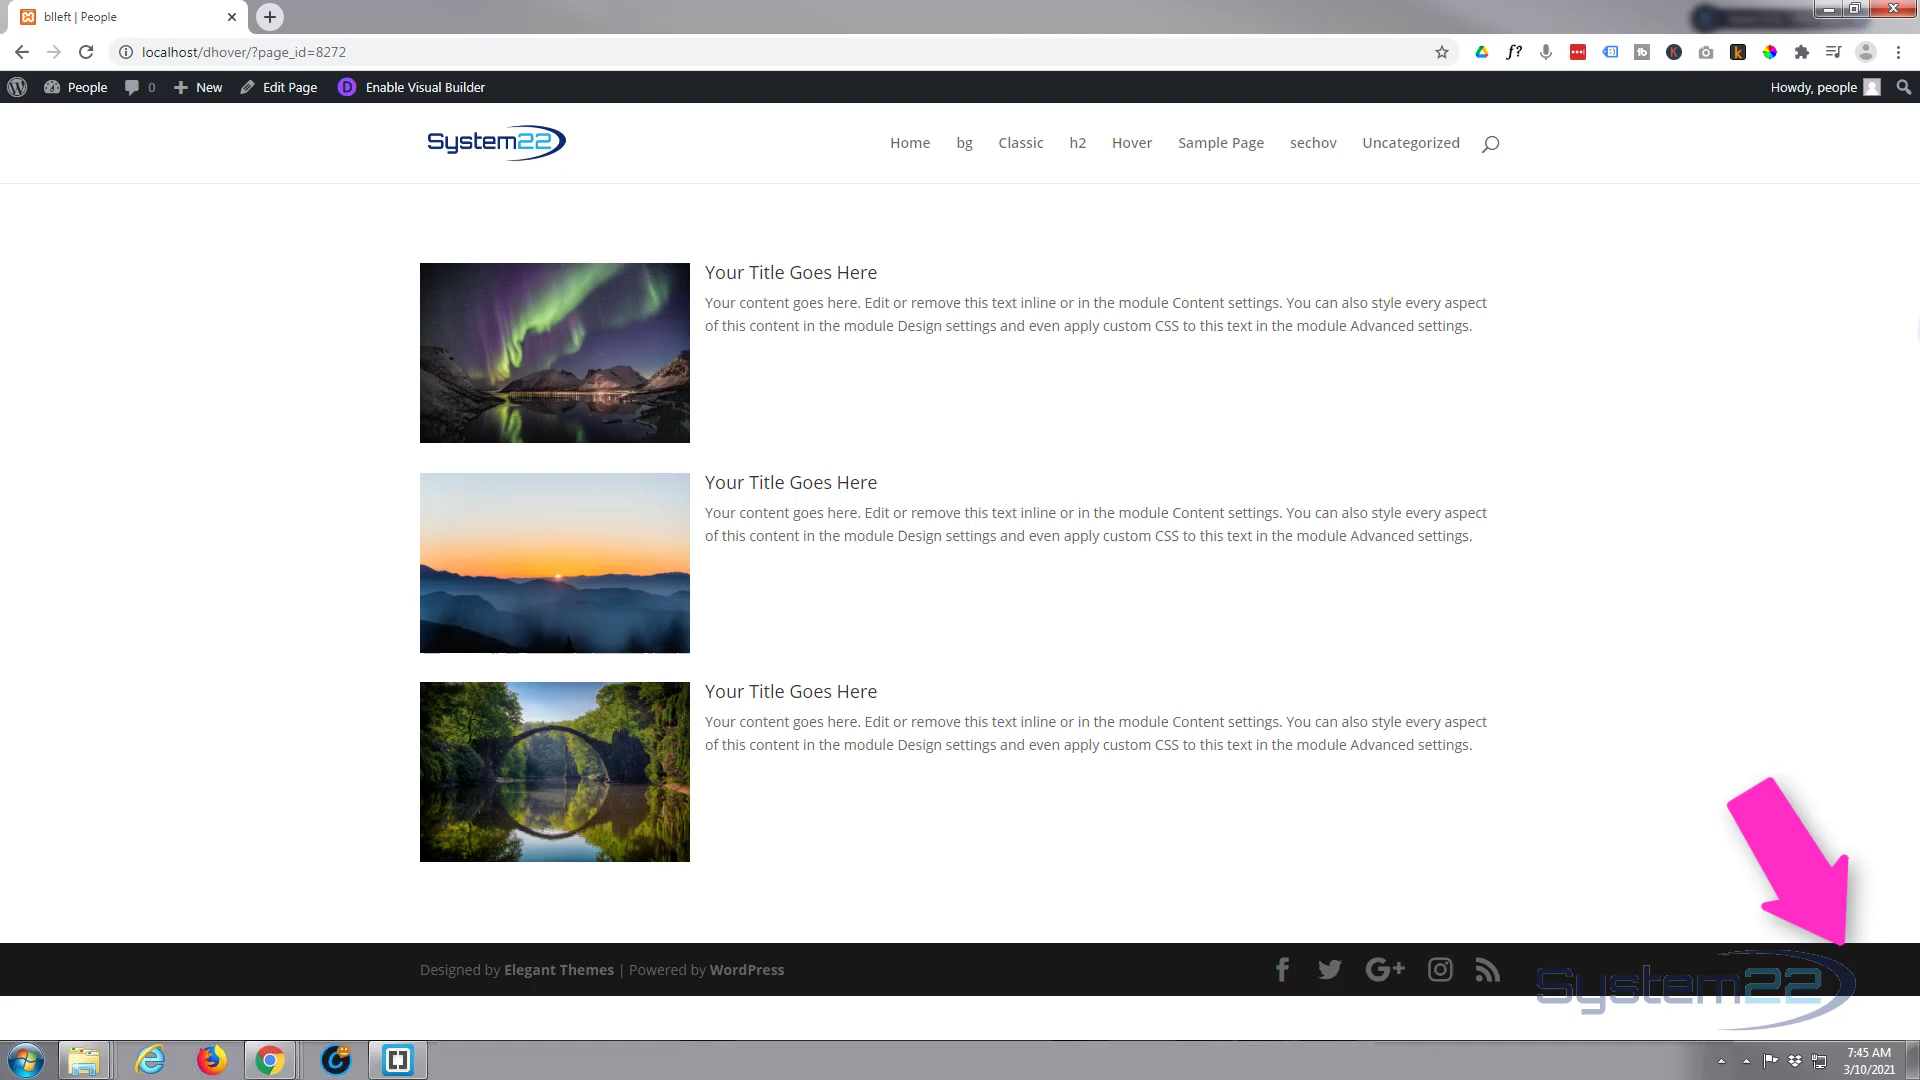 blleft | People
localhost/dhover/?page_id=8272
People 0 New Edit Page Enable Visual Builder Howdy, people
System22
Home bg Classic h2 Hover Sample Page sechov Uncategorized
Your Title Goes Here
Your content goes here. Edit or remove this text inline or in the module Content settings. You can also style every aspect
of this content in the module Design settings and even apply custom CSS to this text in the module Advanced settings.
Your Title Goes Here
Your content goes here. Edit or remove this text inline or in the module Content settings. You can also style every aspect
of this content in the module Design settings and even apply custom CSS to this text in the module Advanced settings.
Your Title Goes Here
Your content goes here. Edit or remove this text inline or in the module Content settings. You can also style every aspect
of this content in the module Design settings and even apply custom CSS to this text in the module Advanced settings.
Designed by Elegant Themes | Powered by WordPress
System22
7:45 AM
3/10/2021